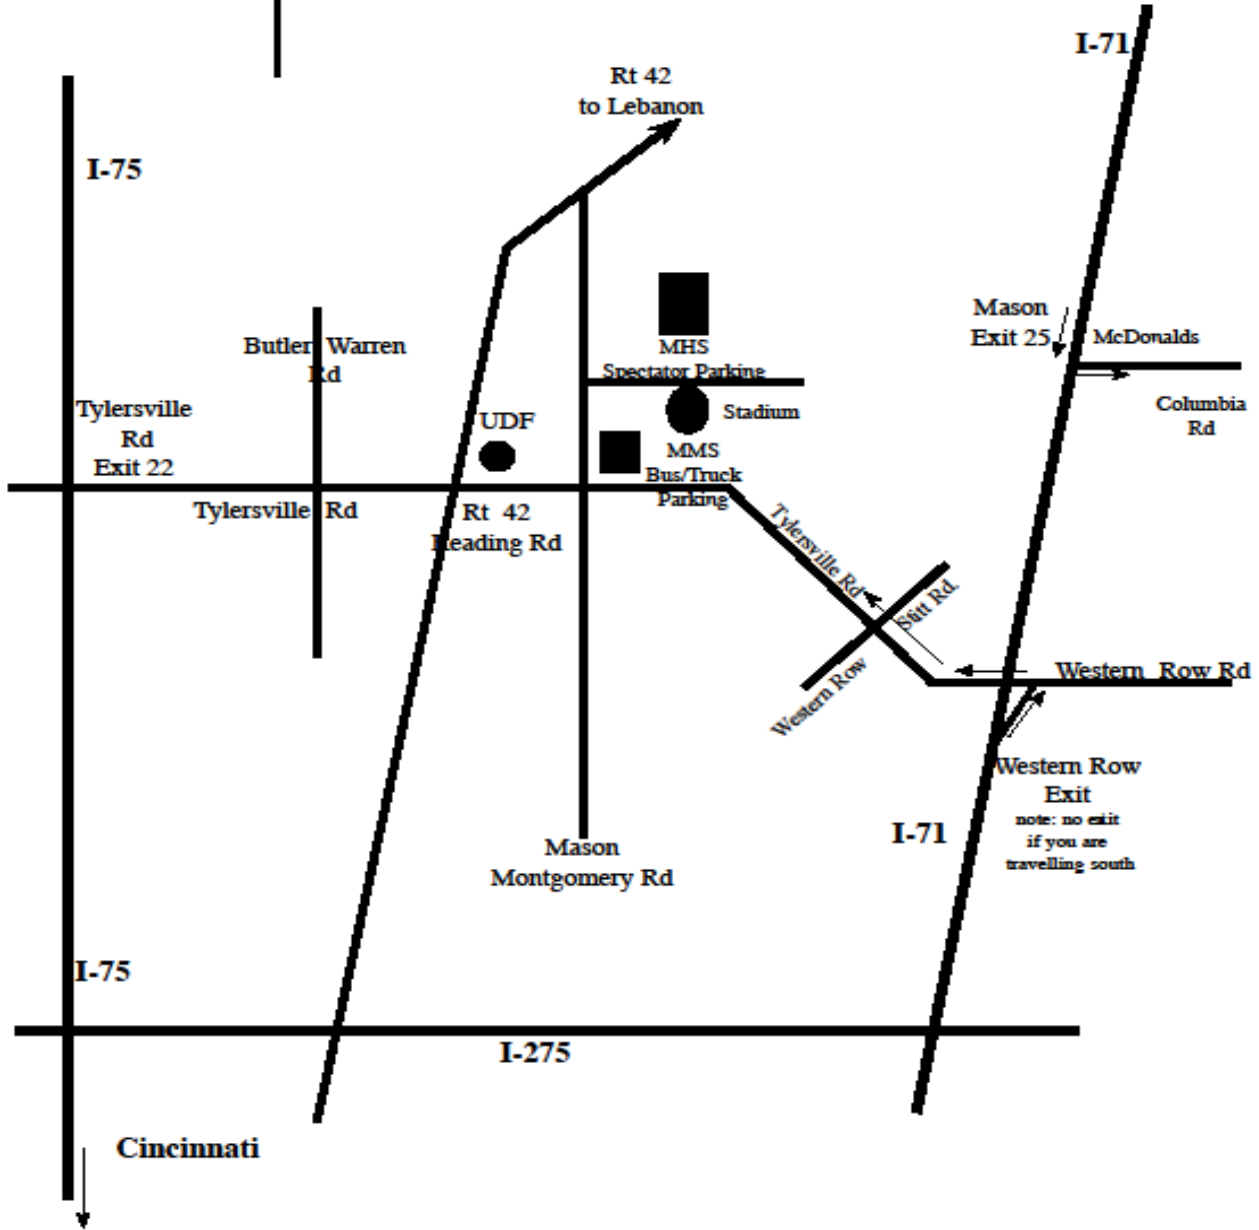 I-71
Rt 42
to Lebanon
I-75
Mason
Exit 25
McDonalds
Butler Warren
Rd
MHS
Spectator Parking
Columbia
Rd
Tylersville
Rd
Exit 22
UDF
Stadium
MMS
Bus/Truck
Parking
Tylersville Rd
Rt 42
Reading Rd
Tylersville Rd
Stitt Rd.
Western Row
Western Row Rd
Western Row
Exit
note: no exit
if you are
travelling south
I-71
Mason
Montgomery Rd
I-75
I-275
Cincinnati